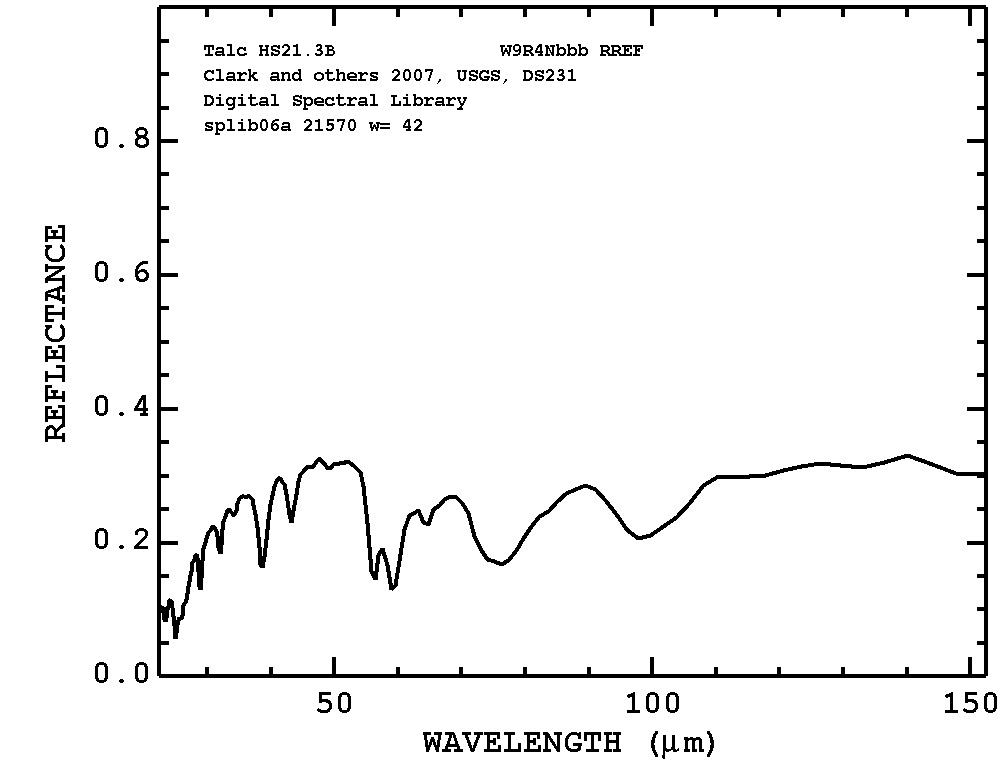 Talc HS21.3B W9R4Nbbb RREF
Clark and others 2007, USGS, DS231
Digital Spectral Library
splib06a 21570 w= 42
REFLECTANCE
0.8
0.6
0.4
0.2
0.0
50 100 150
WAVELENGTH (μm)